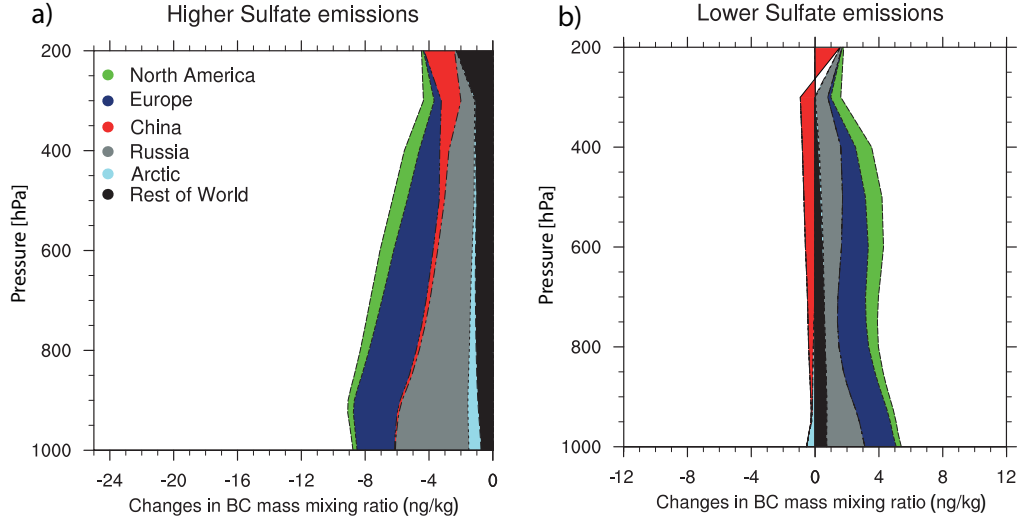 a)
Higher Sulfate emissions
200
400
600
800
1000
Pressure [hPa]
North America
Europe
China
Russia
Arctic
Rest of World
-24 -20 -16 -12 -8 -4 0
Changes in BC mass mixing ratio (ng/kg)
b)
Lower Sulfate emissions
200
400
600
800
1000
Pressure [hPa]
-12 -8 -4 0 4 8 12
Changes in BC mass mixing ratio (ng/kg)